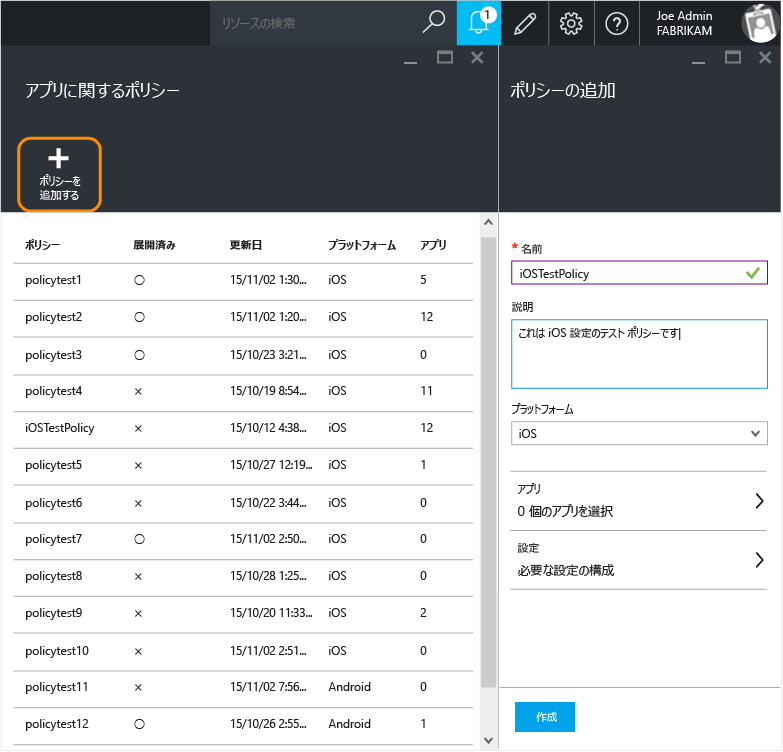 リソースの検索
1
Joe Admin
FABRIKAM
アプリに関するポリシー
ポリシーを
追加する
ポリシー 展開済み 更新日 プラットフォーム アプリ
policytest1 ○ 15/11/02 1:30... iOS 5
policytest2 ○ 15/11/02 1:20... iOS 12
policytest3 ○ 15/10/23 3:21... iOS 0
policytest4 × 15/10/19 8:54... iOS 11
iOSTestPolicy × 15/10/12 4:38... iOS 12
policytest5 × 15/10/27 12:19... iOS 1
policytest6 × 15/10/22 3:44... iOS 0
policytest7 ○ 15/11/02 2:50... iOS 0
policytest8 × 15/10/28 1:25... iOS 0
policytest9 × 15/10/20 11:33... iOS 2
policytest10 × 15/11/02 2:51... iOS 0
policytest11 × 15/11/02 7:56... Android 0
policytest12 ○ 15/10/26 2:55... Android 1
ポリシーの追加
* 名前
iOSTestPolicy
説明
これは iOS 設定のテスト ポリシーです
プラットフォーム
iOS
アプリ
0 個のアプリを選択
設定
必要な設定の構成
作成